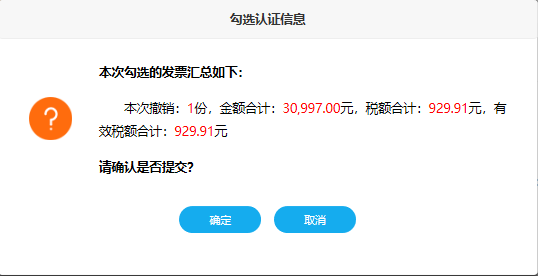 勾选认证信息
本次勾选的发票汇总如下：
本次撤销：1份，金额合计：30,997.00元，税额合计：929.91元，有
效税额合计：929.91元
请确认是否提交？
确定
取消